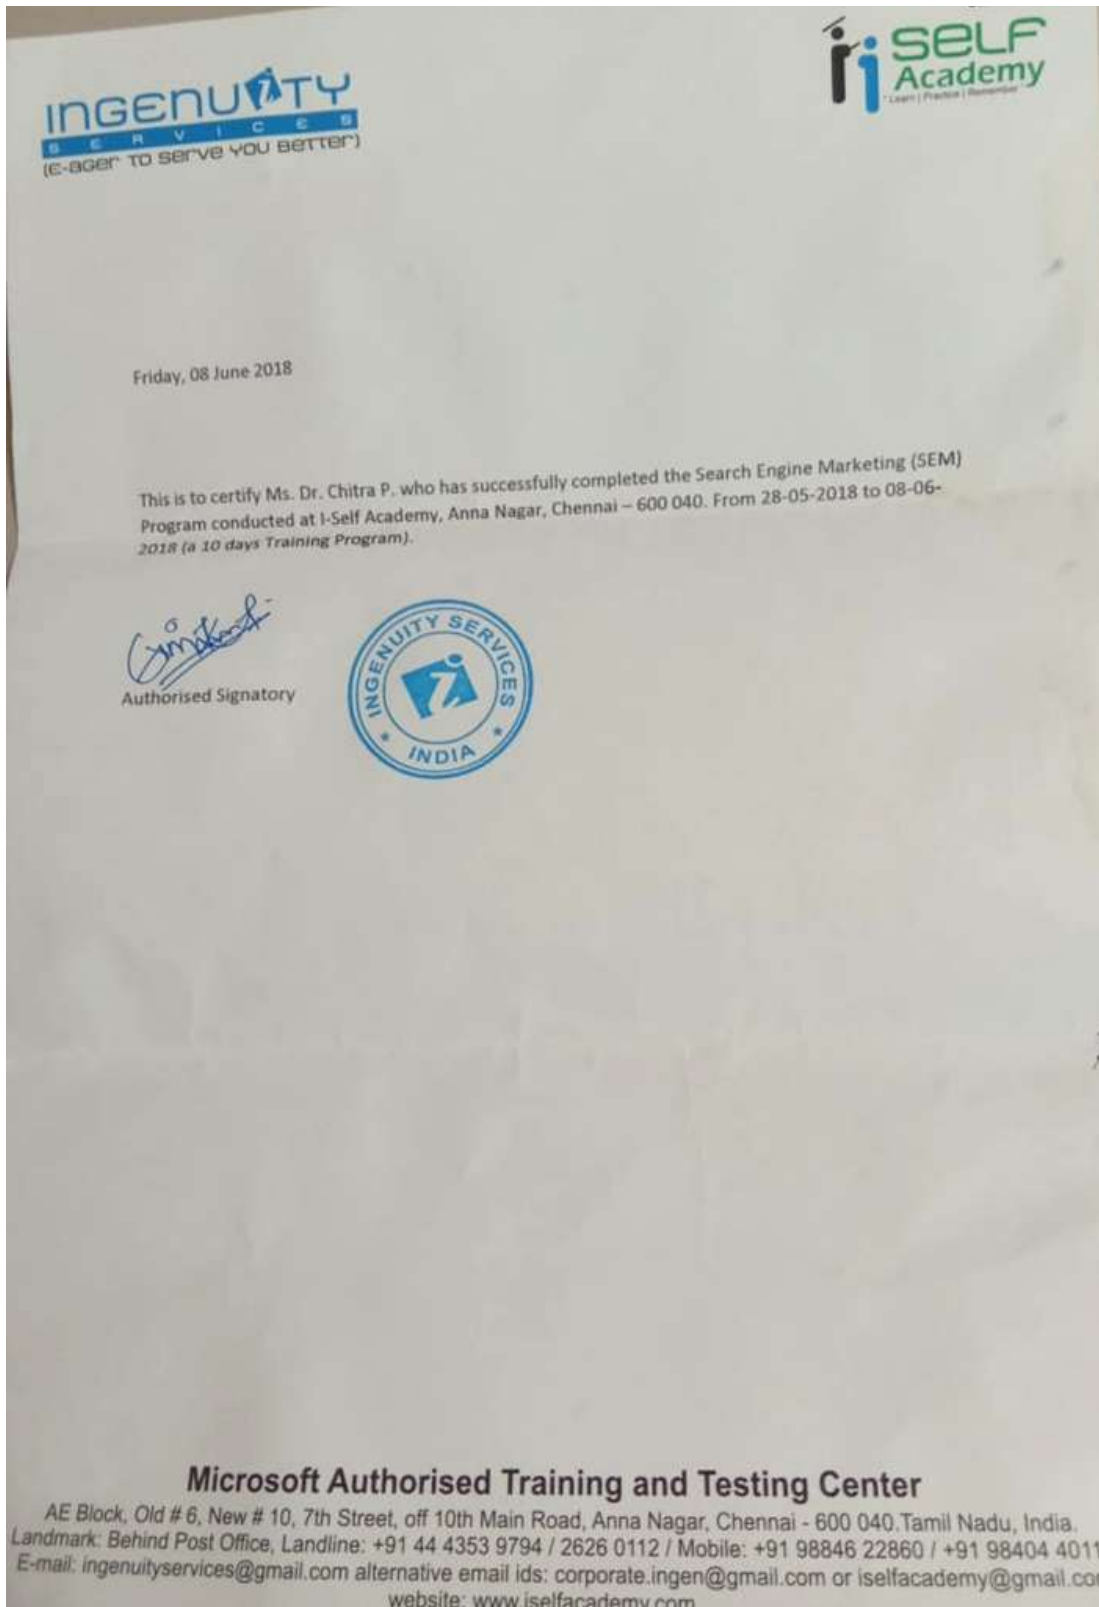 INGENUiTY
SERVICES
(E-AGER TO SERVE YOU BETTER)
i SELF
Academy
Learn | Practice | Remember
Friday, 08 June 2018
This is to certify Ms. Dr. Chitra P. who has successfully completed the Search Engine Marketing (SEM)
Program conducted at I-Self Academy, Anna Nagar, Chennai – 600 040. From 28-05-2018 to 08-06-
2018 (a 10 days Training Program).
Authorised Signatory
INGENUITY SERVICES
INDIA
Microsoft Authorised Training and Testing Center
AE Block, Old # 6, New # 10, 7th Street, off 10th Main Road, Anna Nagar, Chennai - 600 040.Tamil Nadu, India.
Landmark: Behind Post Office, Landline: +91 44 4353 9794 / 2626 0112 / Mobile: +91 98846 22860 / +91 98404 4011
E-mail: ingenuityservices@gmail.com alternative email ids: corporate.ingen@gmail.com or iselfacademy@gmail.co
website: www.iselfacademy.com